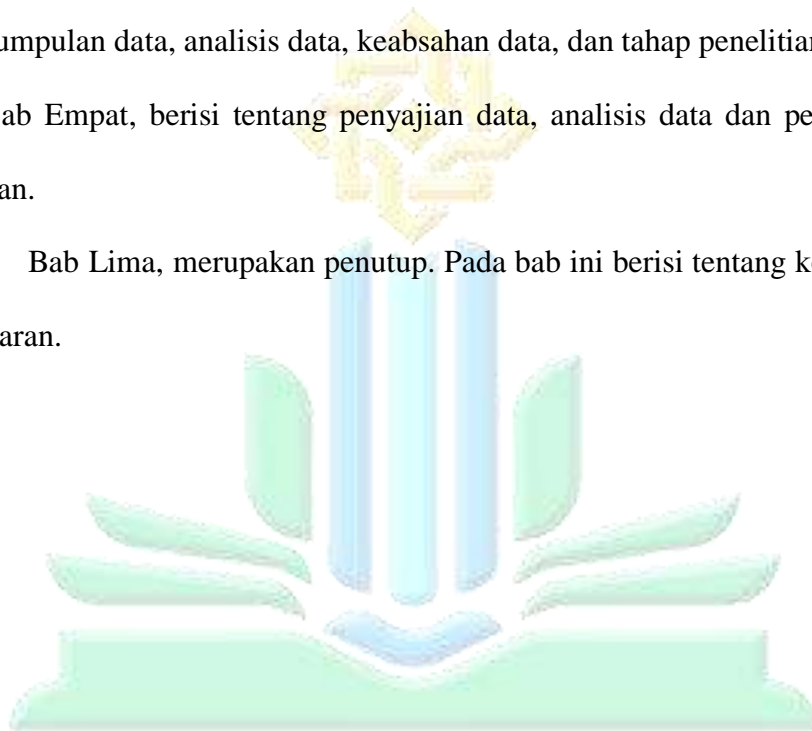 umpulan data, analisis data, keabsahan data, dan tahap penelitian
ab Empat, berisi tentang penyajian data, analisis data dan pe
an.
Bab Lima, merupakan penutup. Pada bab ini berisi tentang k
aran.